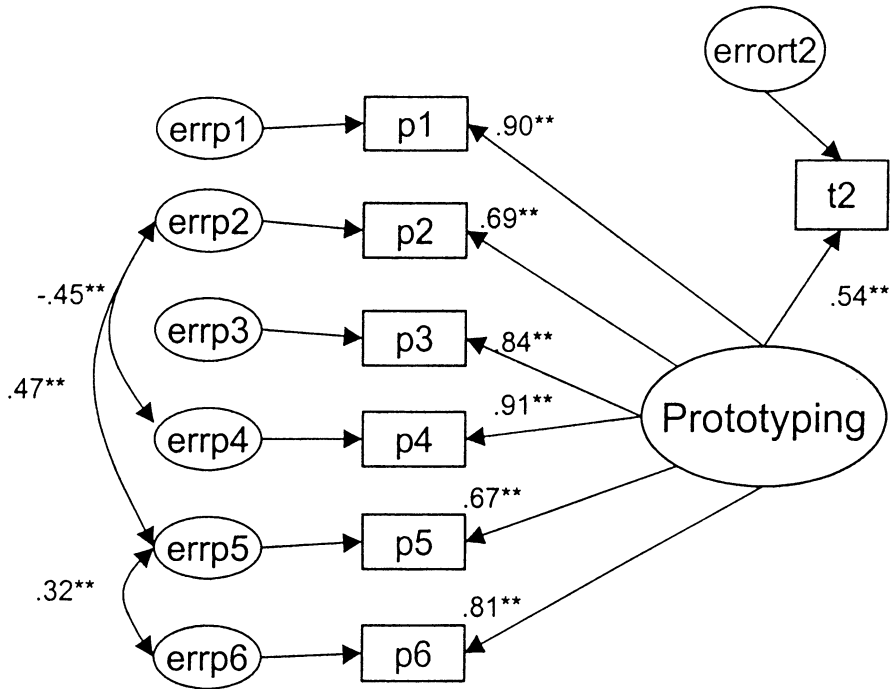 errort2
errp1
p1
.90**
t2
errp2
p2
.69**
-.45**
.54**
errp3
p3
.84**
.47**
.91**
Prototyping
errp4
p4
.67**
errp5
p5
.32**
.81**
errp6
p6